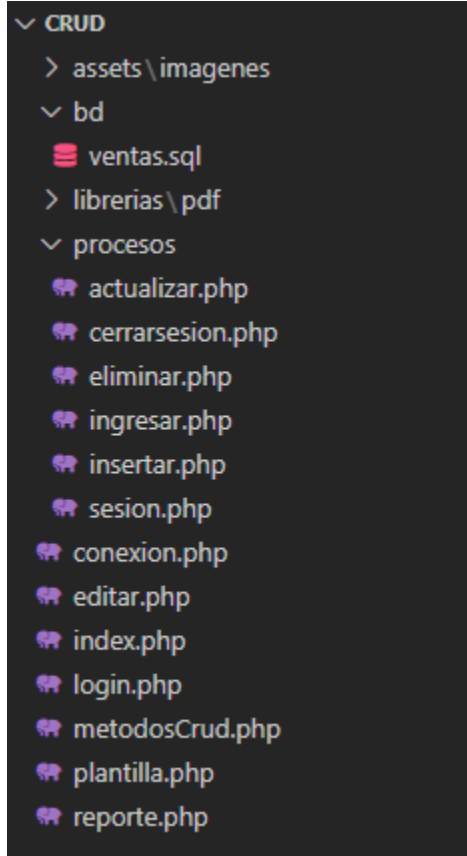 CRUD
assets\imagenes
bd
ventas.sql
librerias\pdf
procesos
actualizar.php
cerrarsesion.php
eliminar.php
ingresar.php
insertar.php
sesion.php
conexion.php
editar.php
index.php
login.php
metodosCrud.php
plantilla.php
reporte.php